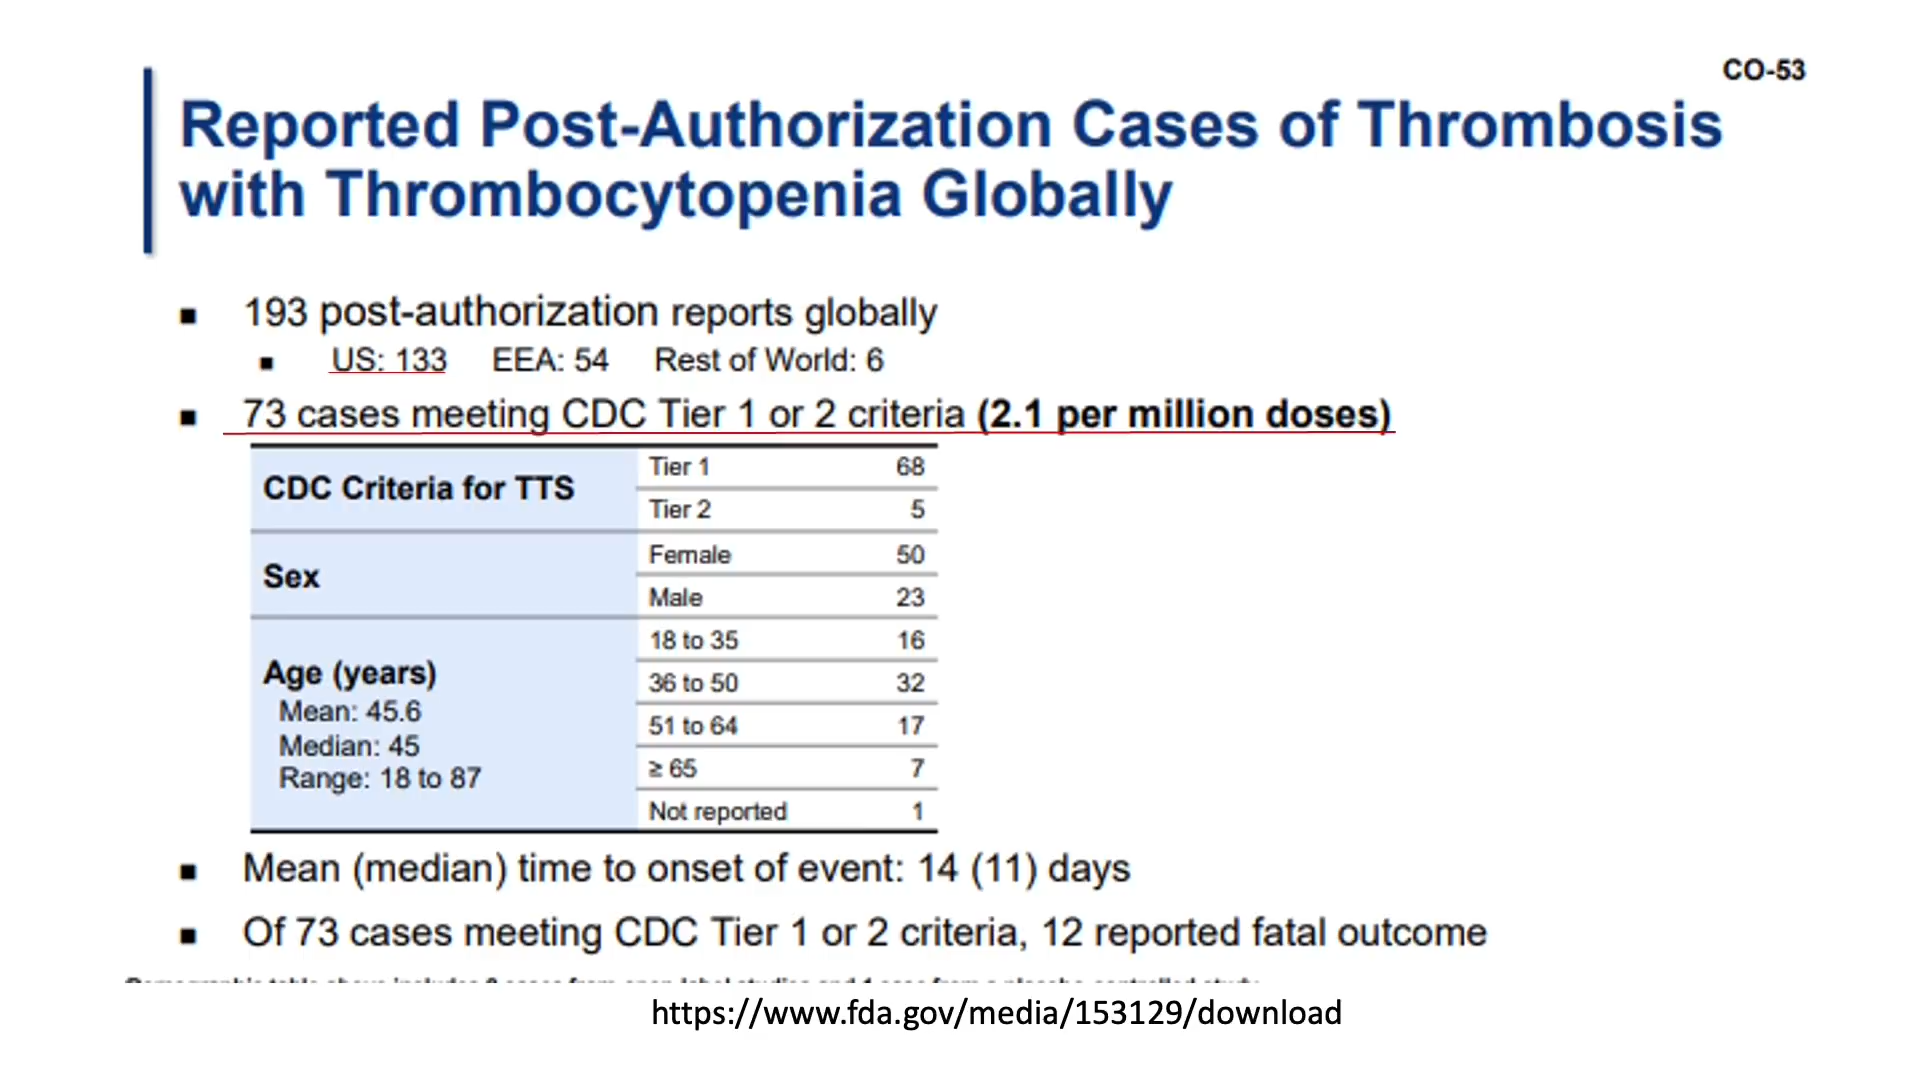 CO-53
Reported Post-Authorization Cases of Thrombosis
with Thrombocytopenia Globally
■ 193 post-authorization reports globally
■ US: 133 EEA: 54 Rest of World: 6
■ 73 cases meeting CDC Tier 1 or 2 criteria (2.1 per million doses)
CDC Criteria for TTS
Tier 1 68
Tier 2 5
Sex
Female 50
Male 23
Age (years)
Mean: 45.6
Median: 45
Range: 18 to 87
18 to 35 16
36 to 50 32
51 to 64 17
≥ 65 7
Not reported 1
■ Mean (median) time to onset of event: 14 (11) days
■ Of 73 cases meeting CDC Tier 1 or 2 criteria, 12 reported fatal outcome
https://www.fda.gov/media/153129/download